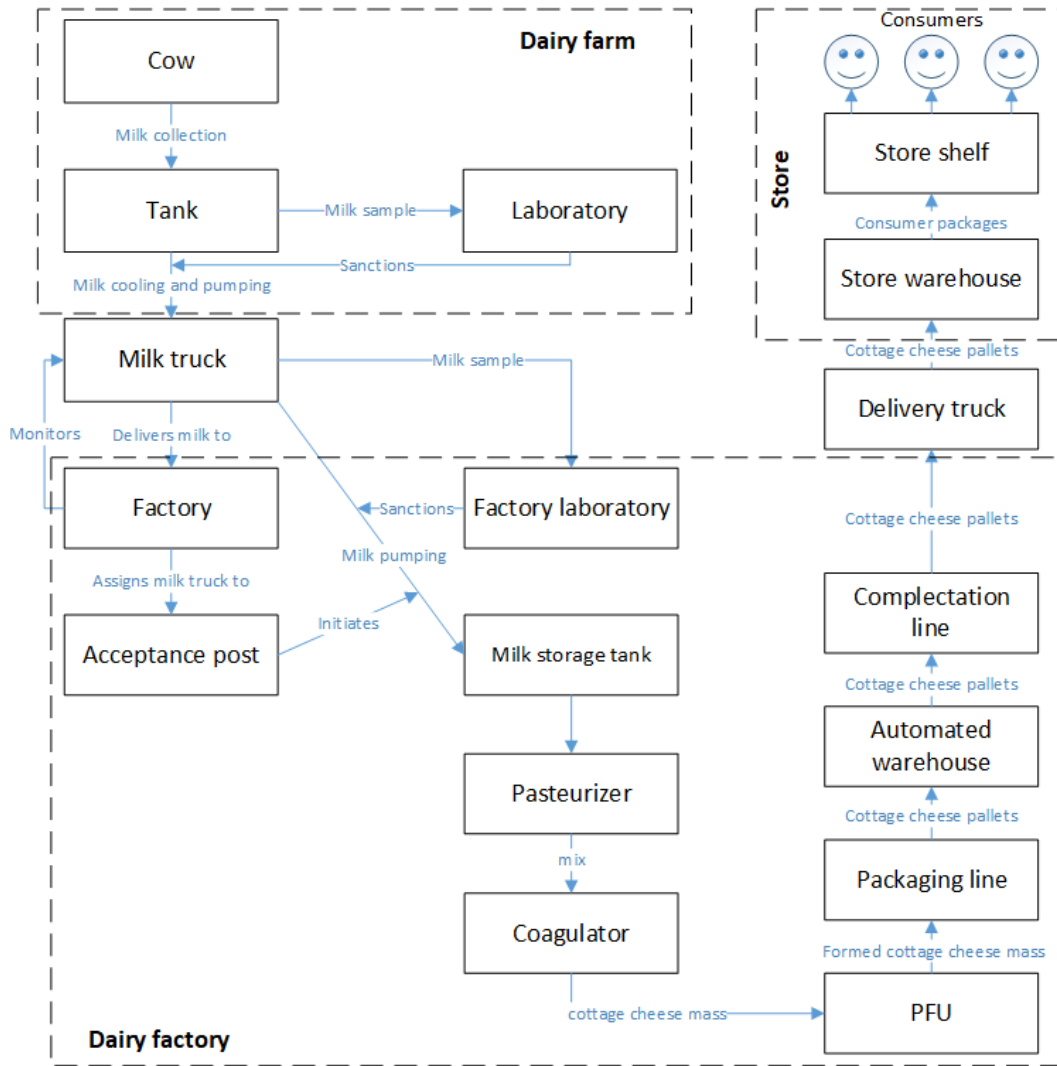 Dairy farm
Cow
Milk collection
Tank
Milk sample
Laboratory
Sanctions
Milk cooling and pumping
Milk truck
Milk sample
Monitors
Delivers milk to
Factory
Sanctions
Factory laboratory
Milk pumping
Assigns milk truck to
Acceptance post
Initiates
Milk storage tank
Pasteurizer
mix
Coagulator
cottage cheese mass
Dairy factory
Consumers
Store shelf
Store
Consumer packages
Store warehouse
Cottage cheese pallets
Delivery truck
Cottage cheese pallets
Complectation
line
Cottage cheese pallets
Automated
warehouse
Cottage cheese pallets
Packaging line
Formed cottage cheese mass
PFU